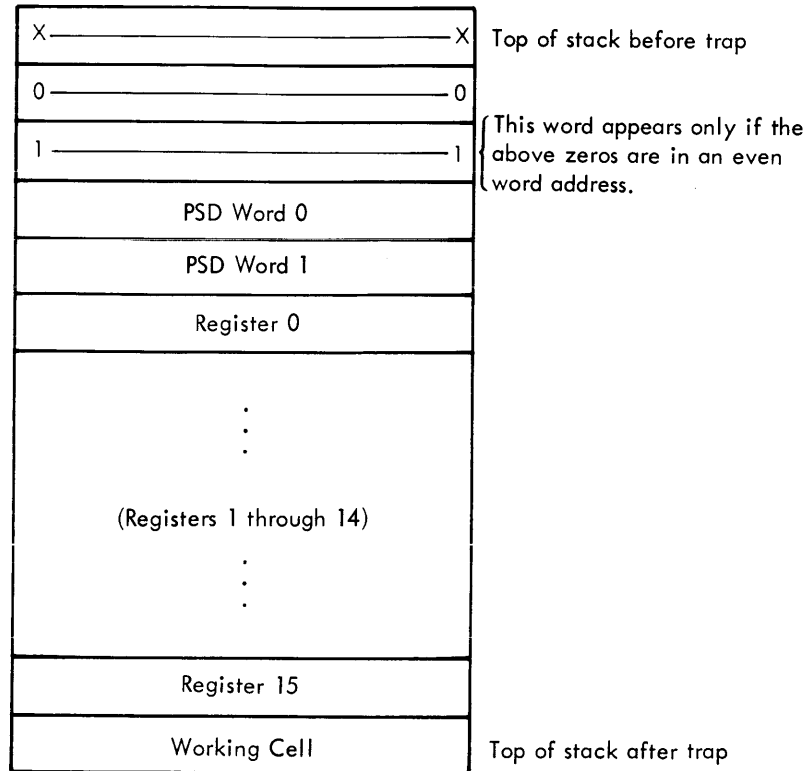 X X Top of stack before trap
0 0
1 1 This word appears only if the
above zeros are in an even
word address.
PSD Word 0
PSD Word 1
Register 0
.
.
.
(Registers 1 through 14)
.
.
.
Register 15
Working Cell Top of stack after trap